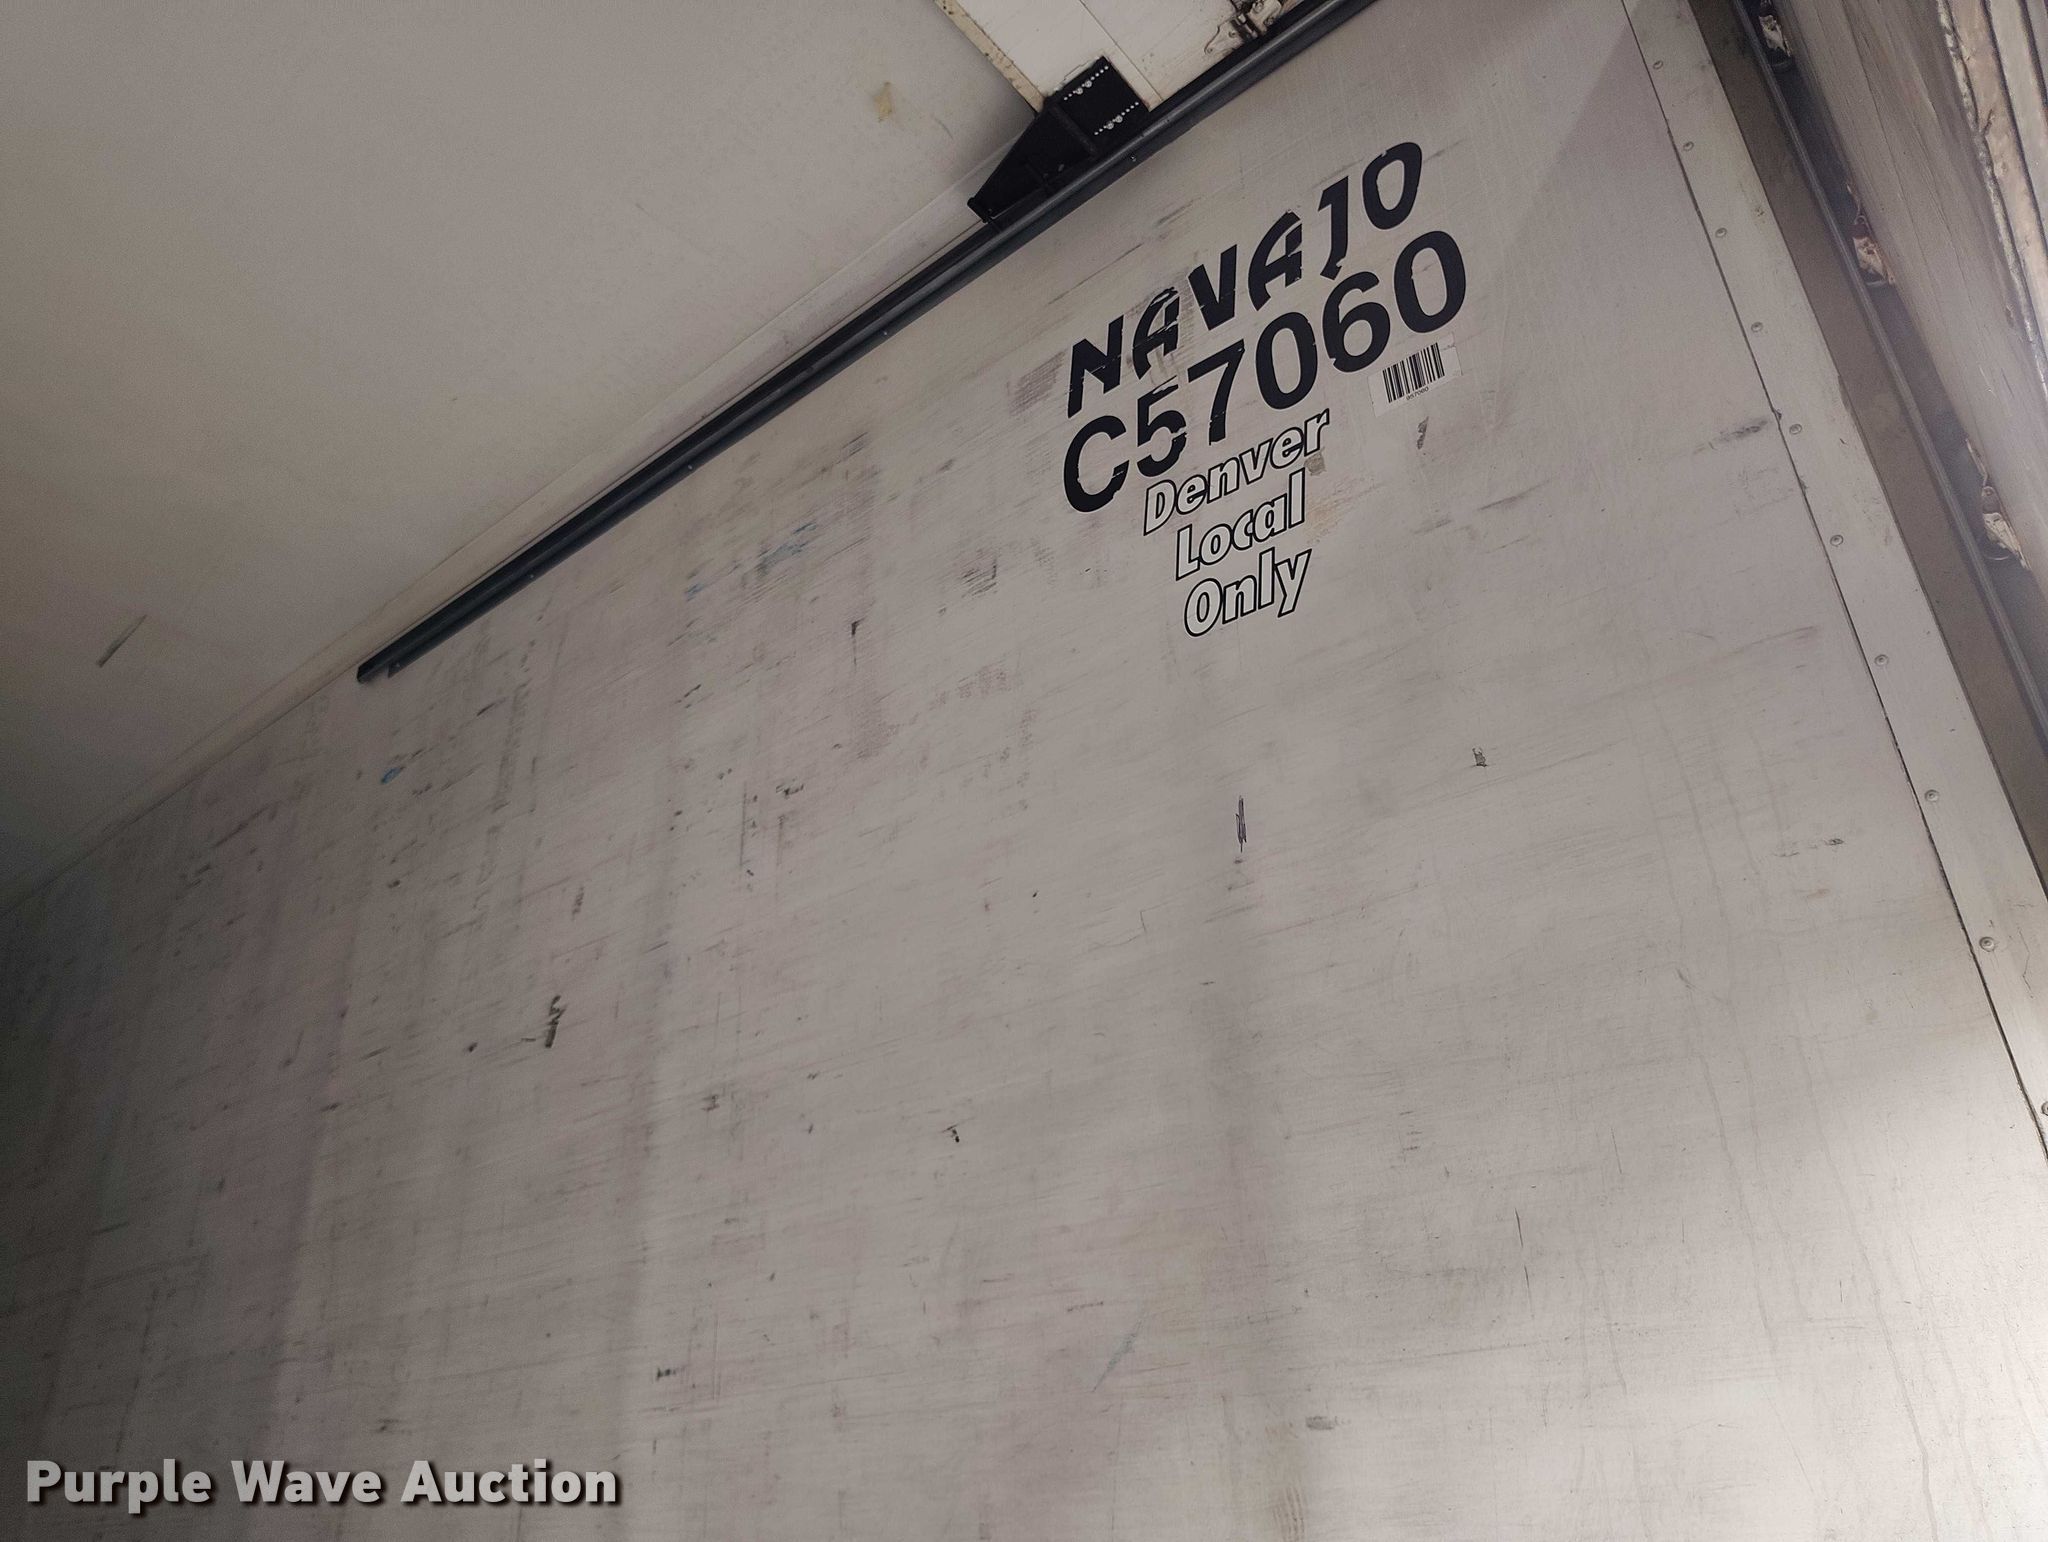 NAVAJO
C57060
Denver
Local
Only
Purple Wave Auction